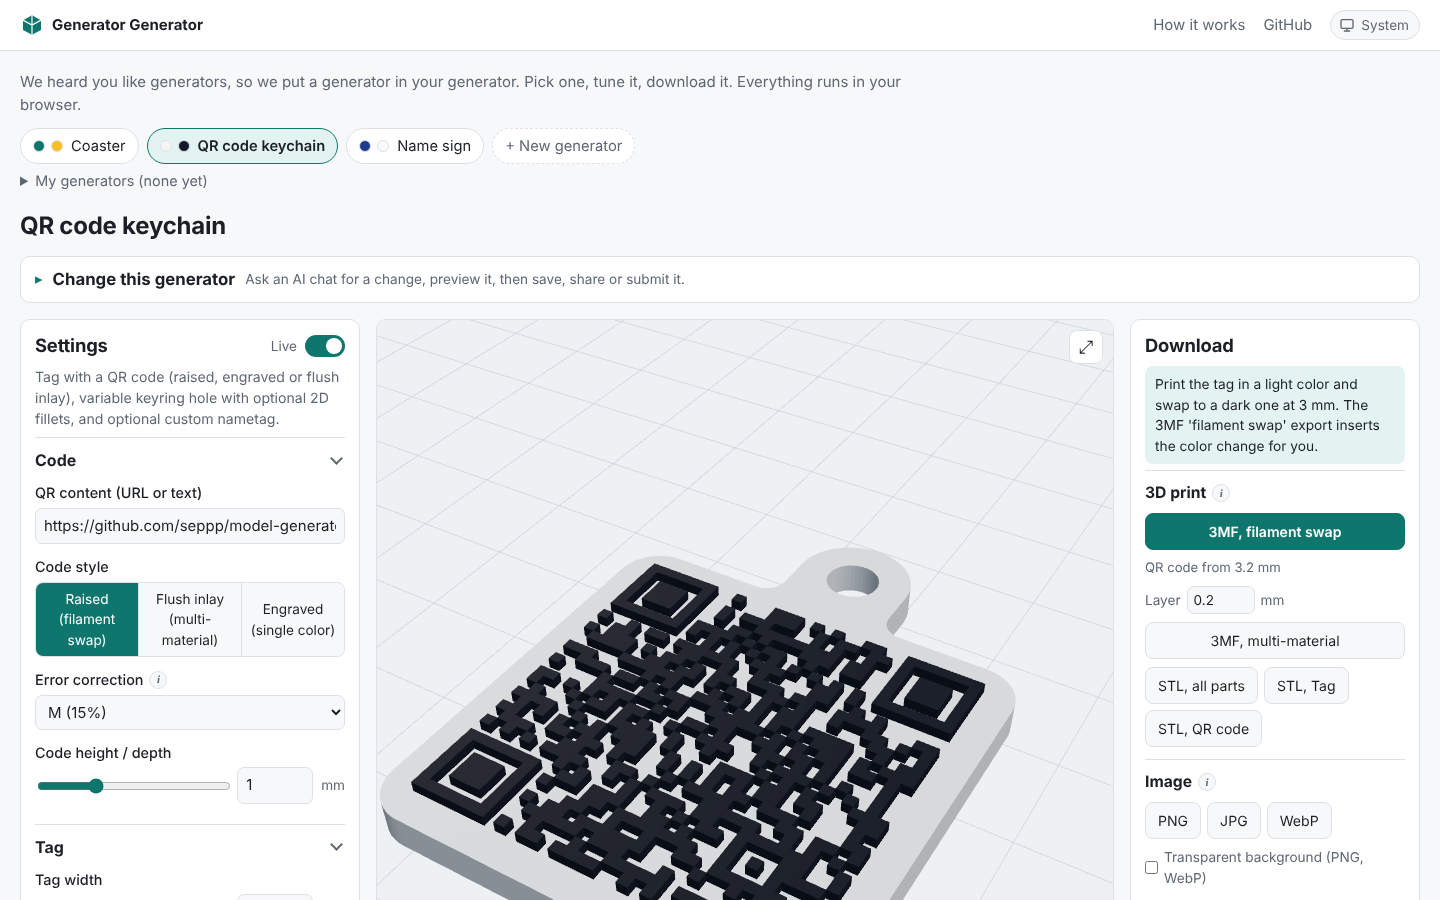 Generator Generator
How it works
GitHub
System
We heard you like generators, so we put a generator in your generator. Pick one, tune it, download it. Everything runs in your
browser.
Coaster
QR code keychain
Name sign
+ New generator
My generators (none yet)
QR code keychain
Change this generator
Ask an AI chat for a change, preview it, then save, share or submit it.
Settings
Live
Tag with a QR code (raised, engraved or flush
inlay), variable keyring hole with optional 2D
fillets, and optional custom nametag.
Code
QR content (URL or text)
https://github.com/seppp/model-generat
Code style
Raised
(filament
swap)
Flush inlay
(multi-
material)
Engraved
(single color)
Error correction i
M (15%)
Code height / depth
1 mm
Tag
Tag width
Download
Print the tag in a light color and
swap to a dark one at 3 mm. The
3MF 'filament swap' export inserts
the color change for you.
3D print i
3MF, filament swap
QR code from 3.2 mm
Layer 0.2 mm
3MF, multi-material
STL, all parts
STL, Tag
STL, QR code
Image i
PNG
JPG
WebP
Transparent background (PNG,
WebP)